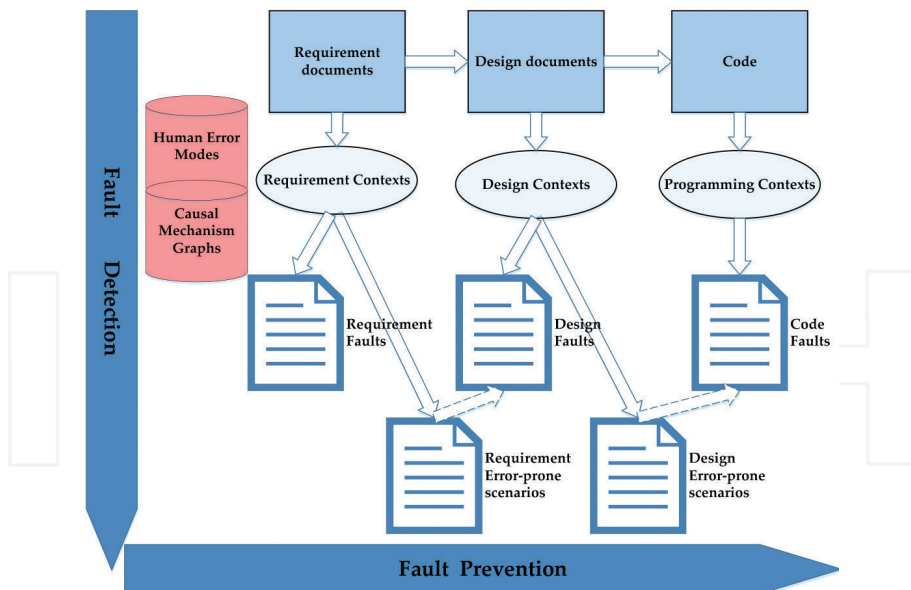 Requirement
documents
Design documents
Code
Human Error
Modes
Causal
Mechanism
Graphs
Requirement Contexts
Design Contexts
Programming Contexts
Requirement
Faults
Design
Faults
Code
Faults
Requirement
Error-prone
scenarios
Design
Error-prone
scenarios
Fault Detection
Fault Prevention